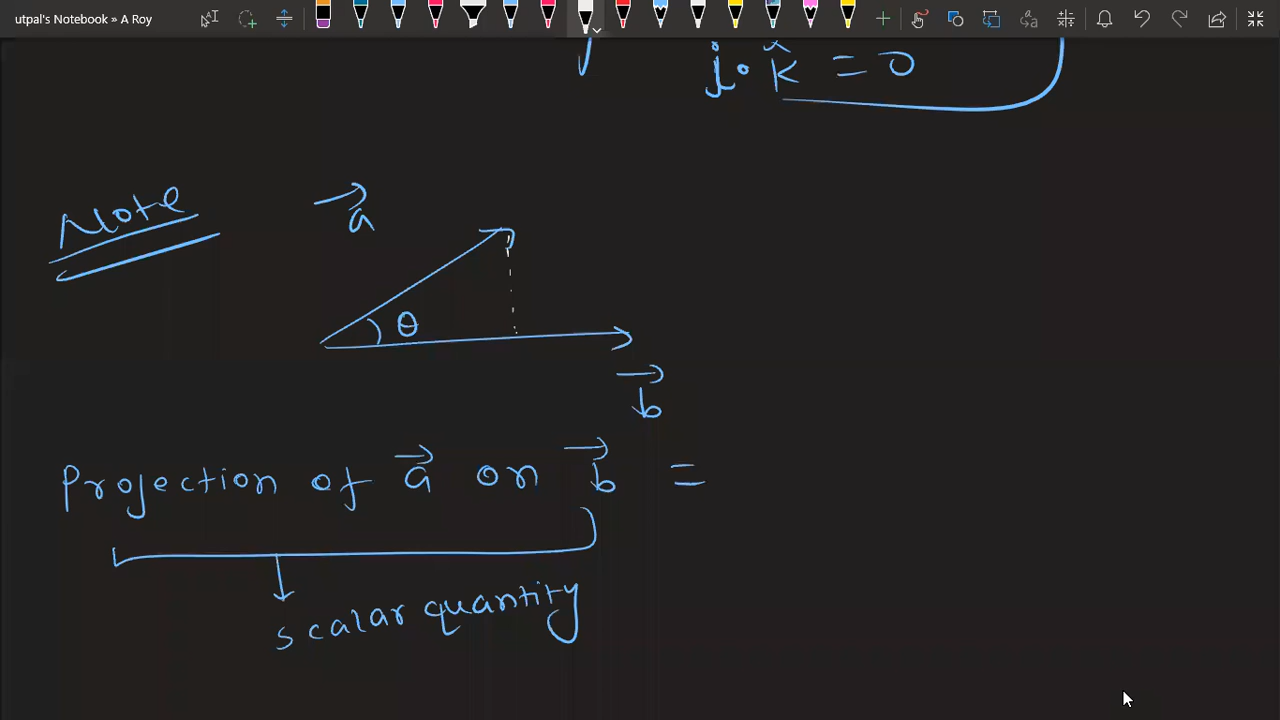 utpal's Notebook » A Roy
j · k̂ = 0
Note
→a
θ
→b
Projection of →a on →b =
scalar quantity